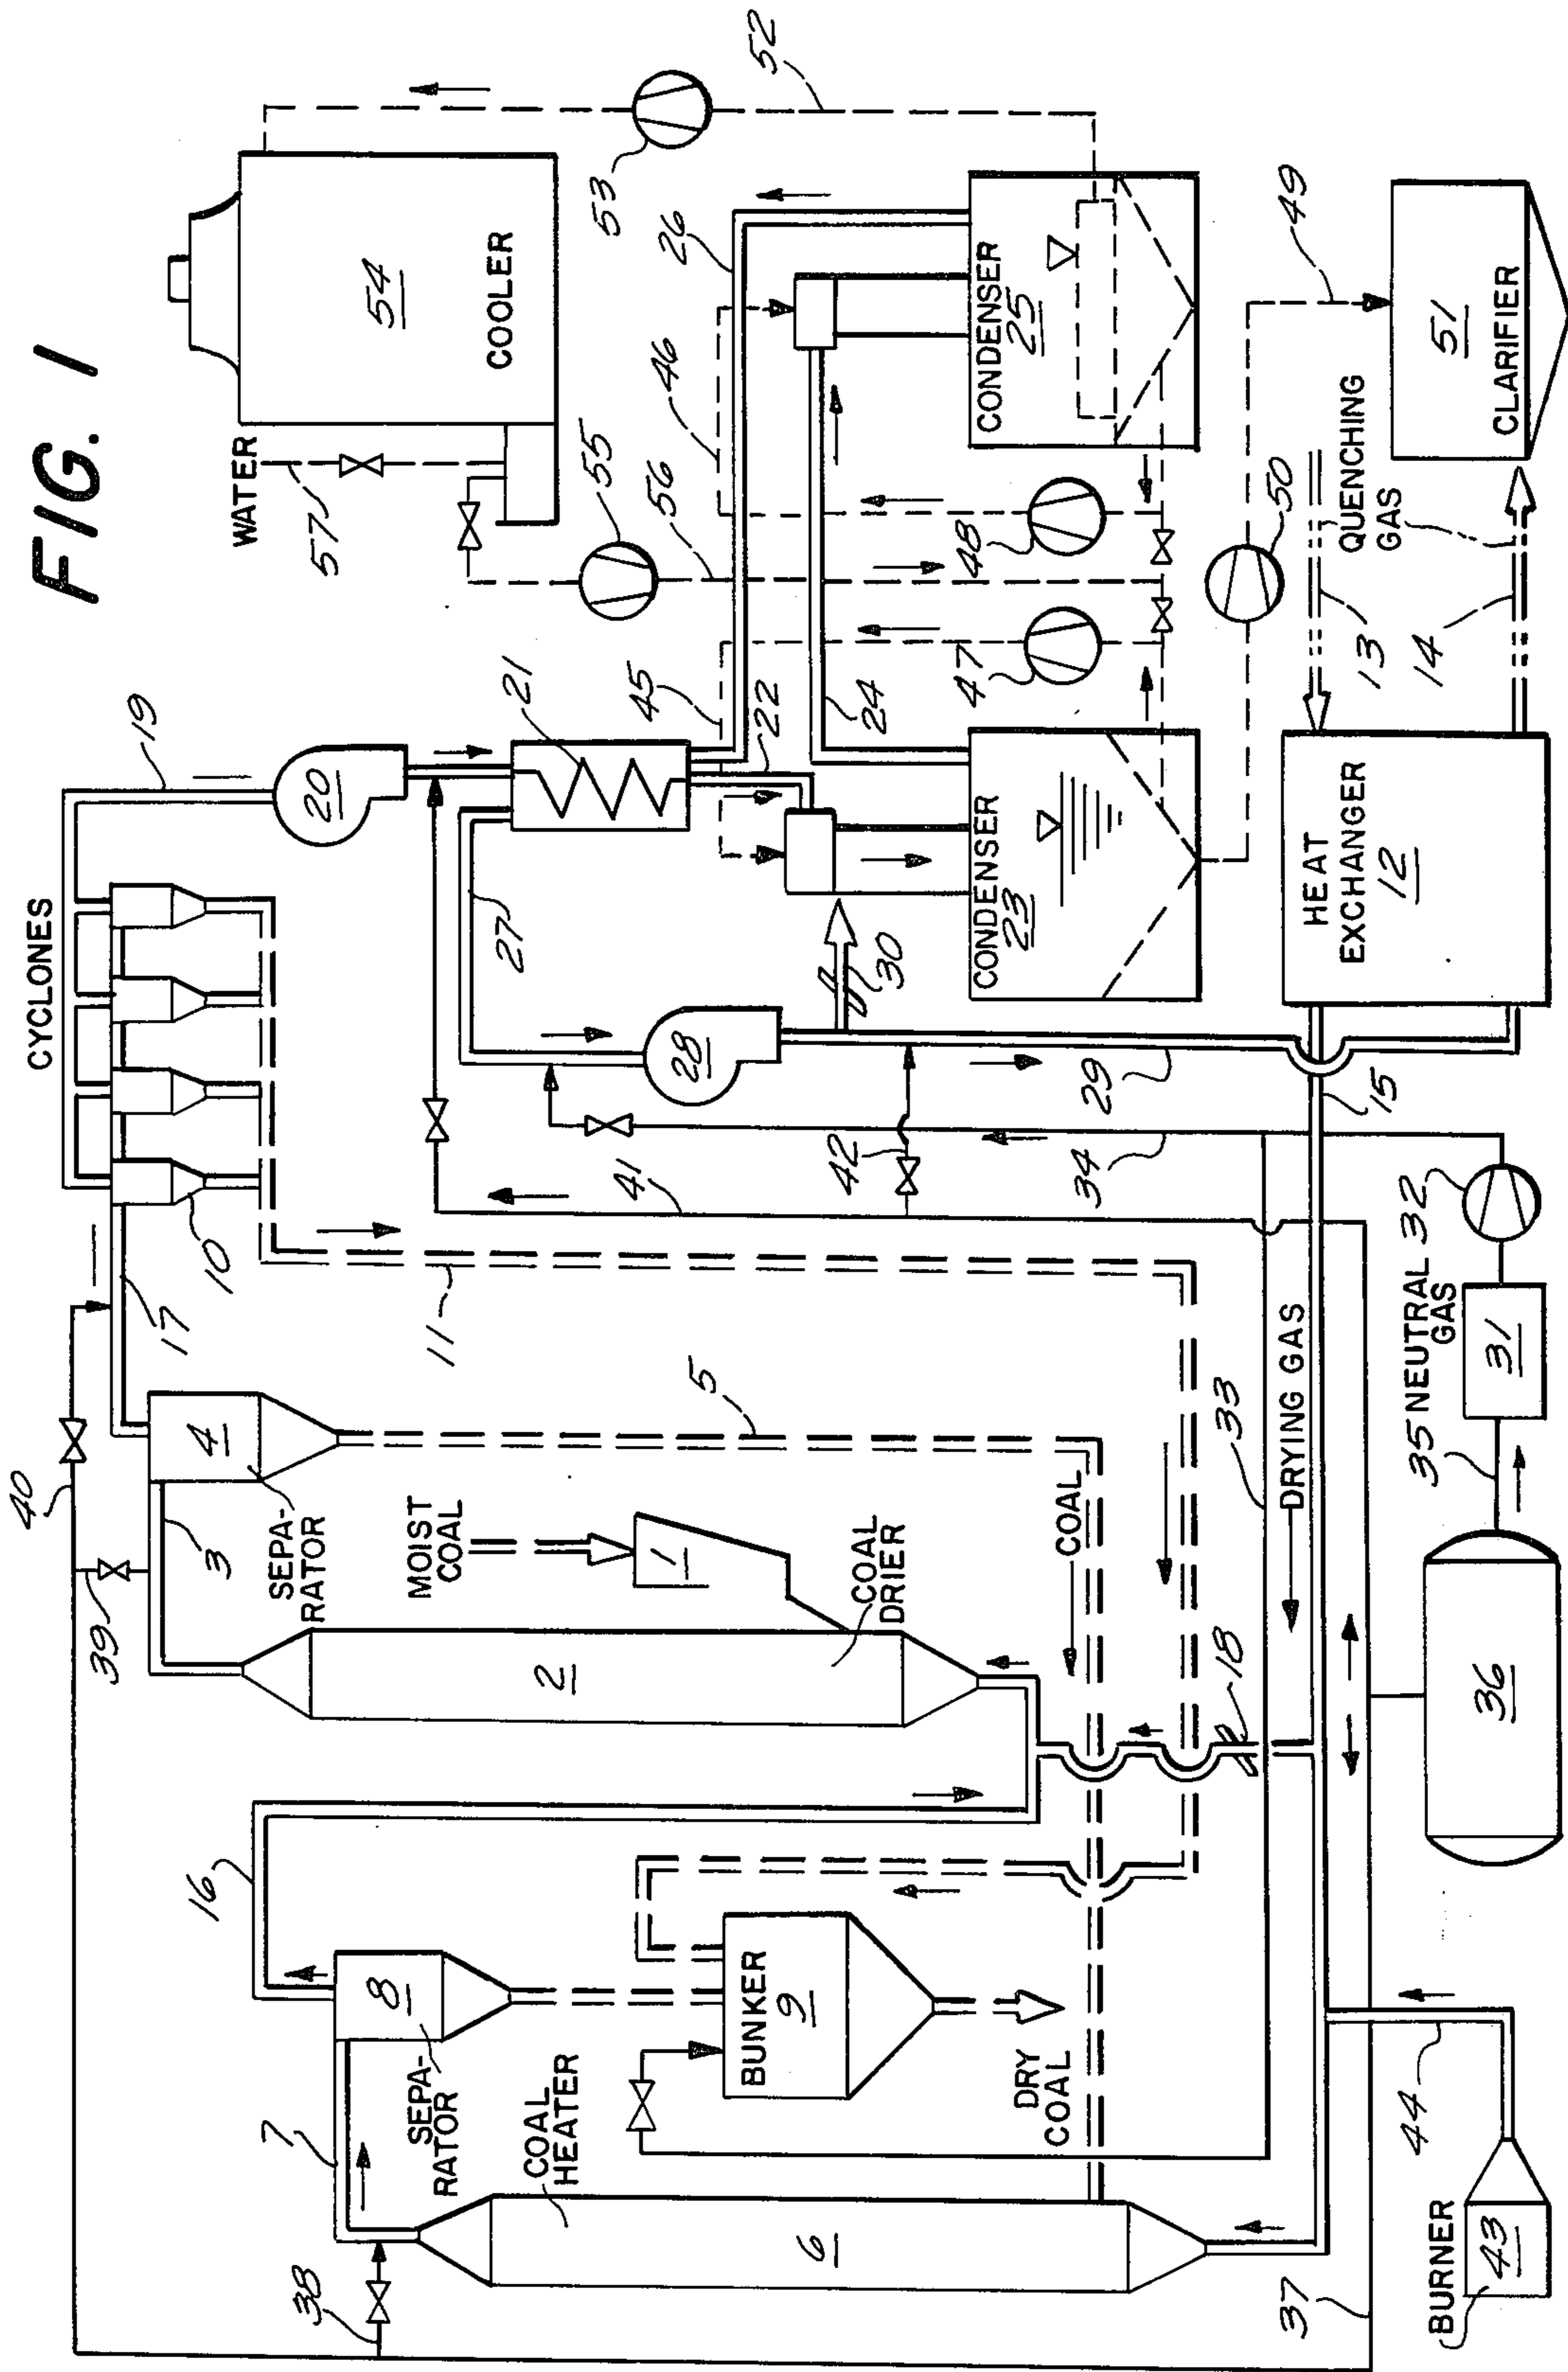 FIG. 1
CYCLONES
WATER
57
54
COOLER
52
53
55
56
19
20
21
45
22
46
26
24
47
48
CONDENSER
25
CONDENSER
23
49
50
51
CLARIFIER
QUENCHING
GAS
13
14
HEAT
EXCHANGER
12
27
28
30
29
15
34
42
41
10
11
17
40
39
3
4
SEPA-
RATOR
5
MOIST
COAL
1
2
COAL
DRIER
COAL
33
DRYING GAS
18
32
NEUTRAL
GAS
35
31
36
16
8
SEPA-
RATOR
7
BUNKER
9
DRY
COAL
COAL
HEATER
6
38
37
44
BURNER
43